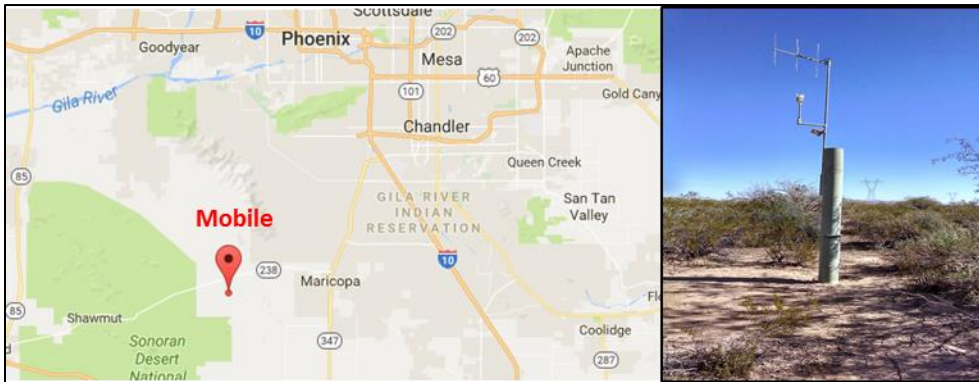 Scottsdale
Goodyear
10
Phoenix
202
202
Mesa
Apache
Junction
60
Gila River
101
Gold Cany
Chandler
Queen Creek
85
GILA RIVER
INDIAN
RESERVATION
San Tan
Valley
Mobile
10
238
Maricopa
85
Shawmut
Flo
Coolidge
d
Sonoran
Desert
National
347
287